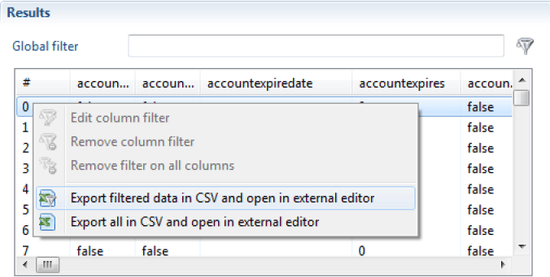 Results
Global filter
# accoun... accoun... accountexpiredate accountexpires accoun.
0 false
Edit column filter
1 false
Remove column filter
2 false
Remove filter on all columns
3 false
4 false
Export filtered data in CSV and open in external editor
5 false
Export all in CSV and open in external editor
6 false
7 false false 0 false